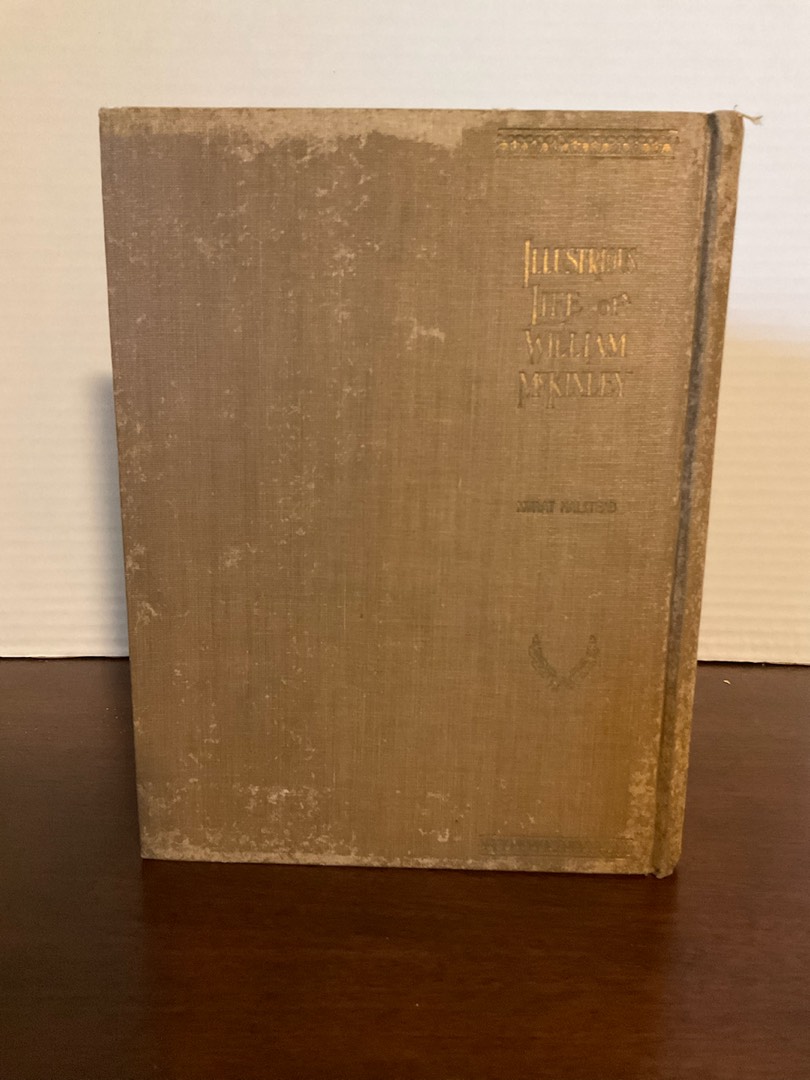 ILLUSTRIOUS
LIFE OF
WILLIAM
MCKINLEY
MURAT HALSTEAD